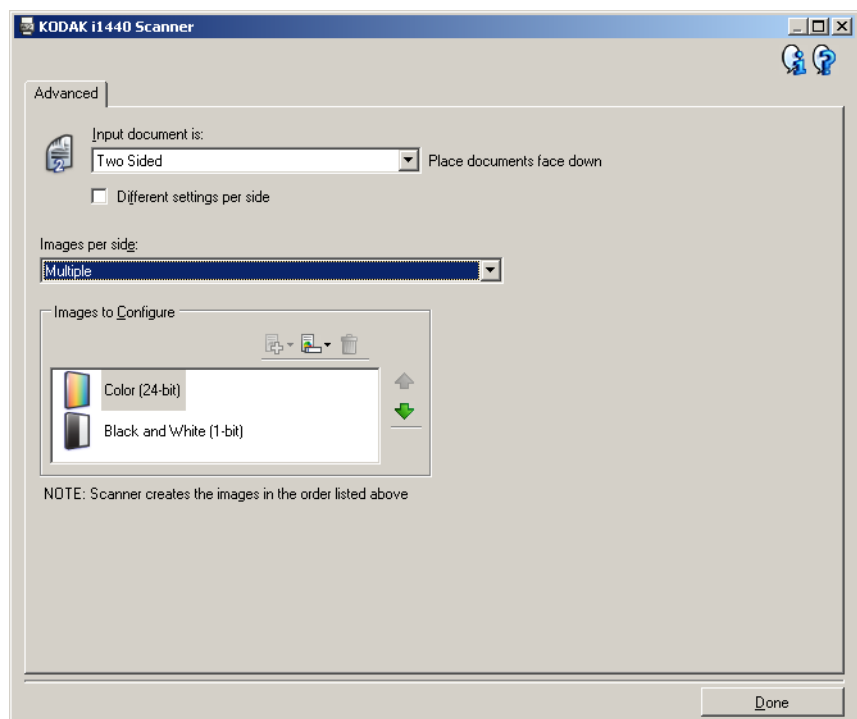 KODAK i1440 Scanner
Advanced
Input document is:
Two Sided
Place documents face down
Different settings per side
Images per side:
Multiple
Images to Configure
Color (24-bit)
Black and White (1-bit)
NOTE: Scanner creates the images in the order listed above
Done